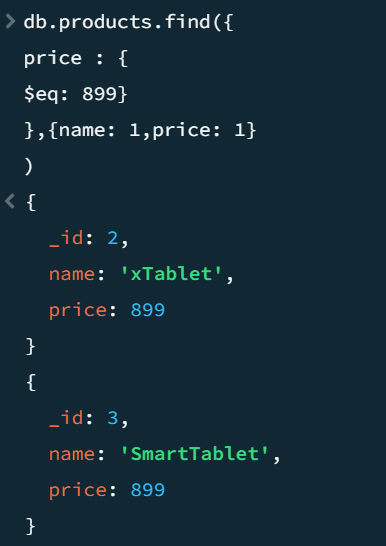 > db.products.find({
price : {
$eq: 899}
},{name: 1,price: 1}
)
< {
_id: 2,
name: 'xTablet',
price: 899
}
{
_id: 3,
name: 'SmartTablet',
price: 899
}